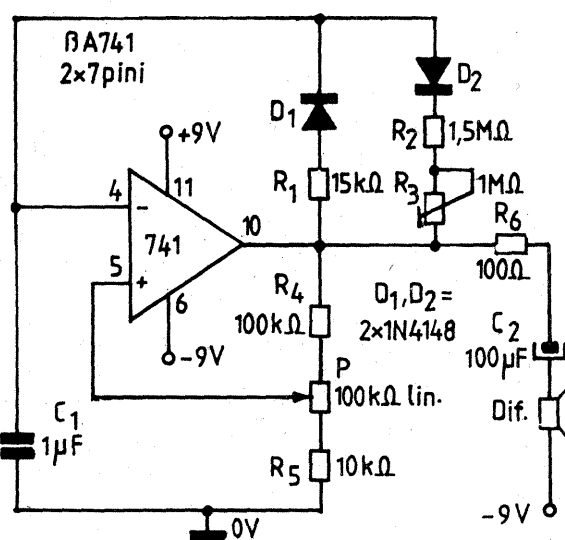 βA741
2×7pini
+9V
11
4
−
741
10
5
+
6
−9V
D1
R1 15kΩ
D2
R2 1,5MΩ
R3 1MΩ
R6
100Ω
R4
100kΩ
D1,D2=
2×1N4148
C2
100µF
P
100kΩ lin.
Dif.
C1
1µF
R5 10kΩ
0V
−9V